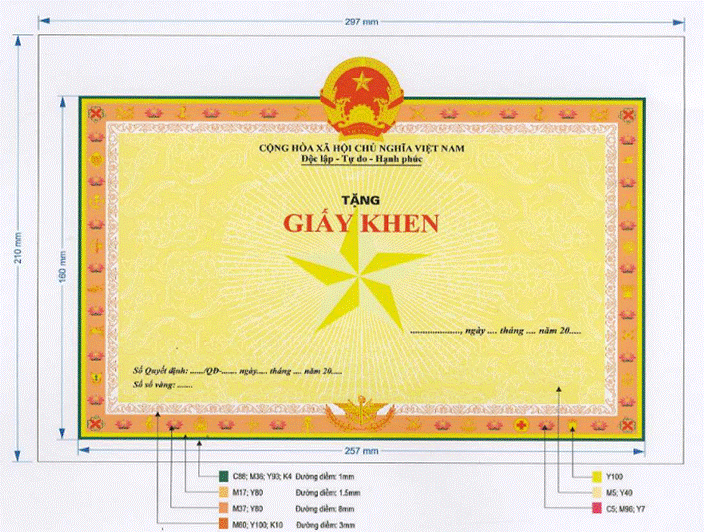 297 mm
210 mm
160 mm
CỘNG HÒA XÃ HỘI CHỦ NGHĨA VIỆT NAM
Độc lập - Tự do - Hạnh phúc
TẶNG
GIẤY KHEN
..................., ngày .... tháng .... năm 20.....
Số Quyết định: ....../QĐ-....... ngày..... tháng .... năm 20.....
Số sổ vàng: .......
257 mm
C86; M36; Y93; K4 Đường diềm: 1mm
M17; Y80 Đường diềm: 1,5mm
M37; Y80 Đường diềm: 8mm
M60; Y100; K10 Đường diềm: 3mm
Y100
M5; Y40
C5; M96; Y7